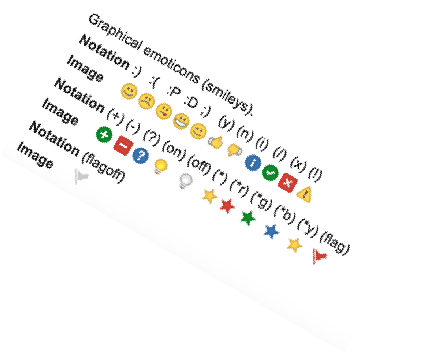 Graphical emoticons (smileys).
Notation :) :( :P :D ;) (y) (n) (i) (/) (x) (!)
Image
Notation (+) (-) (?) (on) (off) (*) (*r) (*g) (*b) (*y) (flag)
Image
Notation (flagoff)
Image